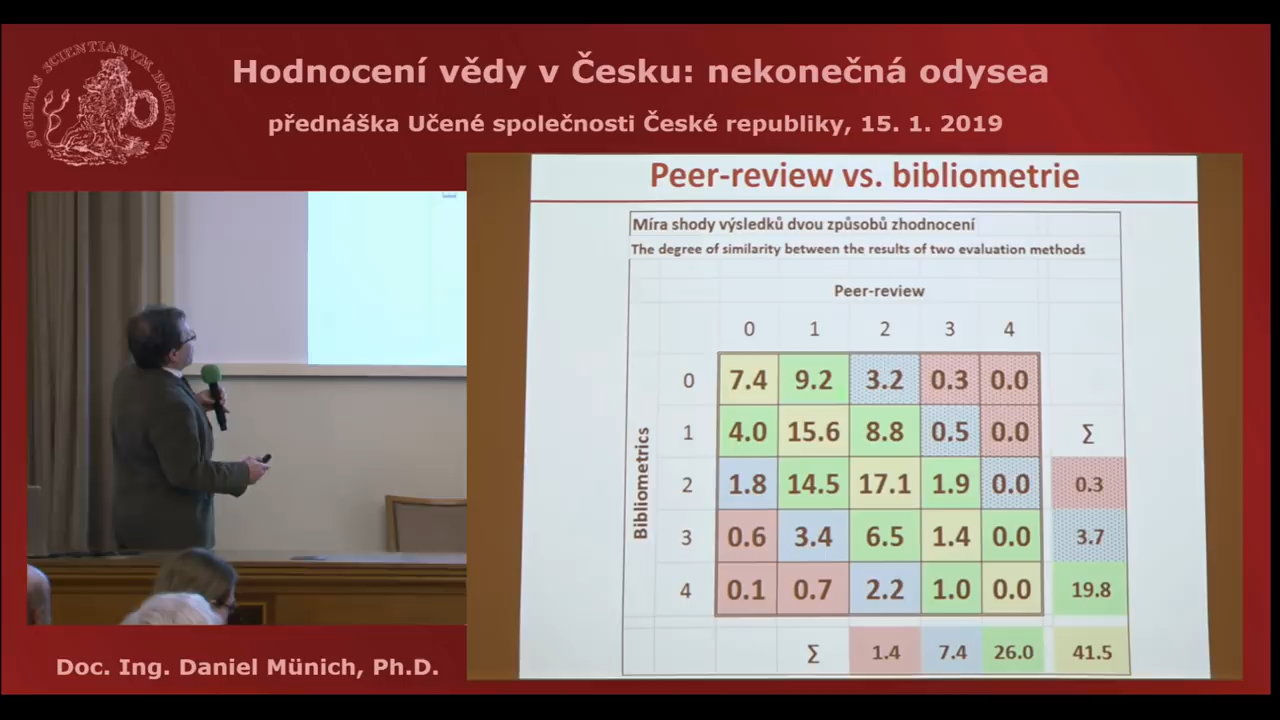 SOCIETAS SCIENTIARVM BOHEMICA
Hodnocení vědy v Česku: nekonečná odysea
přednáška Učené společnosti České republiky, 15. 1. 2019
Peer-review vs. bibliometrie
Míra shody výsledků dvou způsobů zhodnocení
The degree of similarity between the results of two evaluation methods
Peer-review
0 1 2 3 4
Bibliometrics
0 7.4 9.2 3.2 0.3 0.0
1 4.0 15.6 8.8 0.5 0.0 Σ
2 1.8 14.5 17.1 1.9 0.0 0.3
3 0.6 3.4 6.5 1.4 0.0 3.7
4 0.1 0.7 2.2 1.0 0.0 19.8
Σ 1.4 7.4 26.0 41.5
Doc. Ing. Daniel Münich, Ph.D.